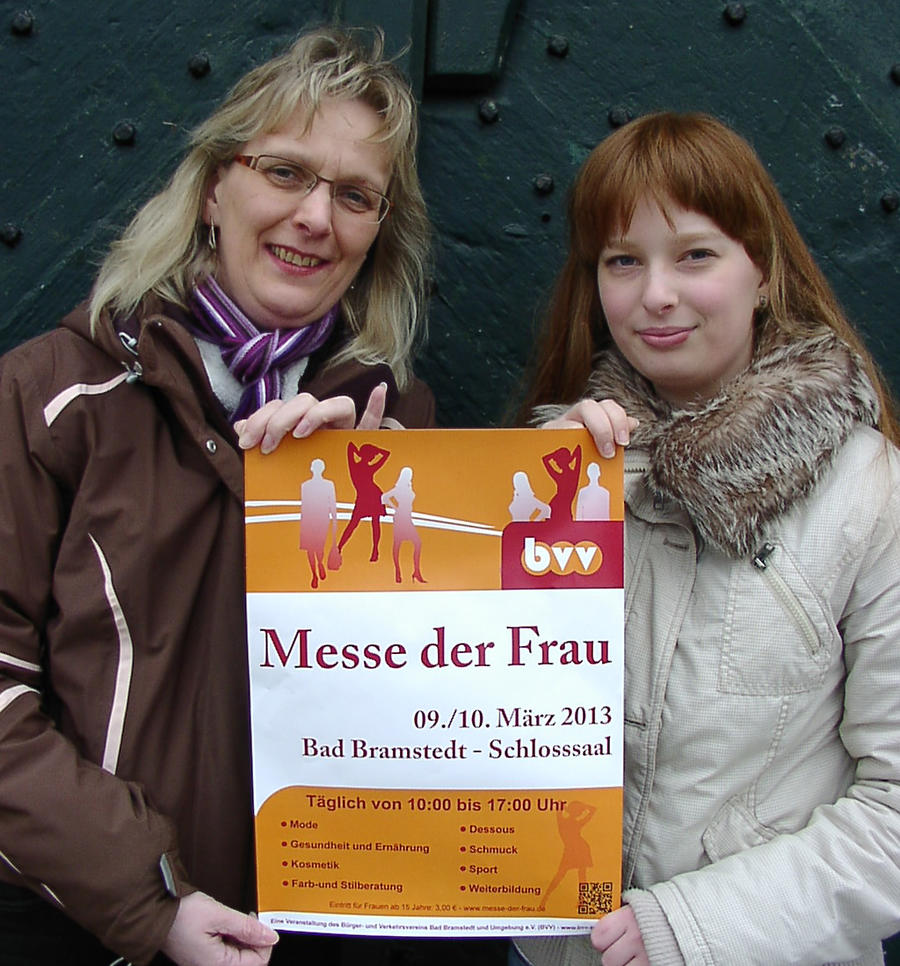 bvv
Messe der Frau
09./10. März 2013
Bad Bramstedt - Schlosssaal
Täglich von 10:00 bis 17:00 Uhr
• Mode
• Gesundheit und Ernährung
• Kosmetik
• Farb-und Stilberatung
• Dessous
• Schmuck
• Sport
• Weiterbildung
Eintritt für Frauen ab 15 Jahre: 3,00 € - www.messe-der-frau.de
Eine Veranstaltung des Bürger- und Verkehrsvereins Bad Bramstedt und Umgebung e.V. (BVV) -